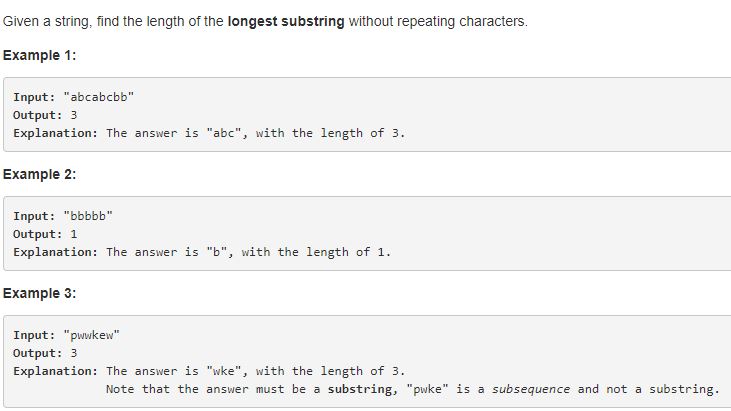 Given a string, find the length of the longest substring without repeating characters.
Example 1:
Input: "abcabcbb"
Output: 3
Explanation: The answer is "abc", with the length of 3.
Example 2:
Input: "bbbbb"
Output: 1
Explanation: The answer is "b", with the length of 1.
Example 3:
Input: "pwwkew"
Output: 3
Explanation: The answer is "wke", with the length of 3.
Note that the answer must be a substring, "pwke" is a subsequence and not a substring.